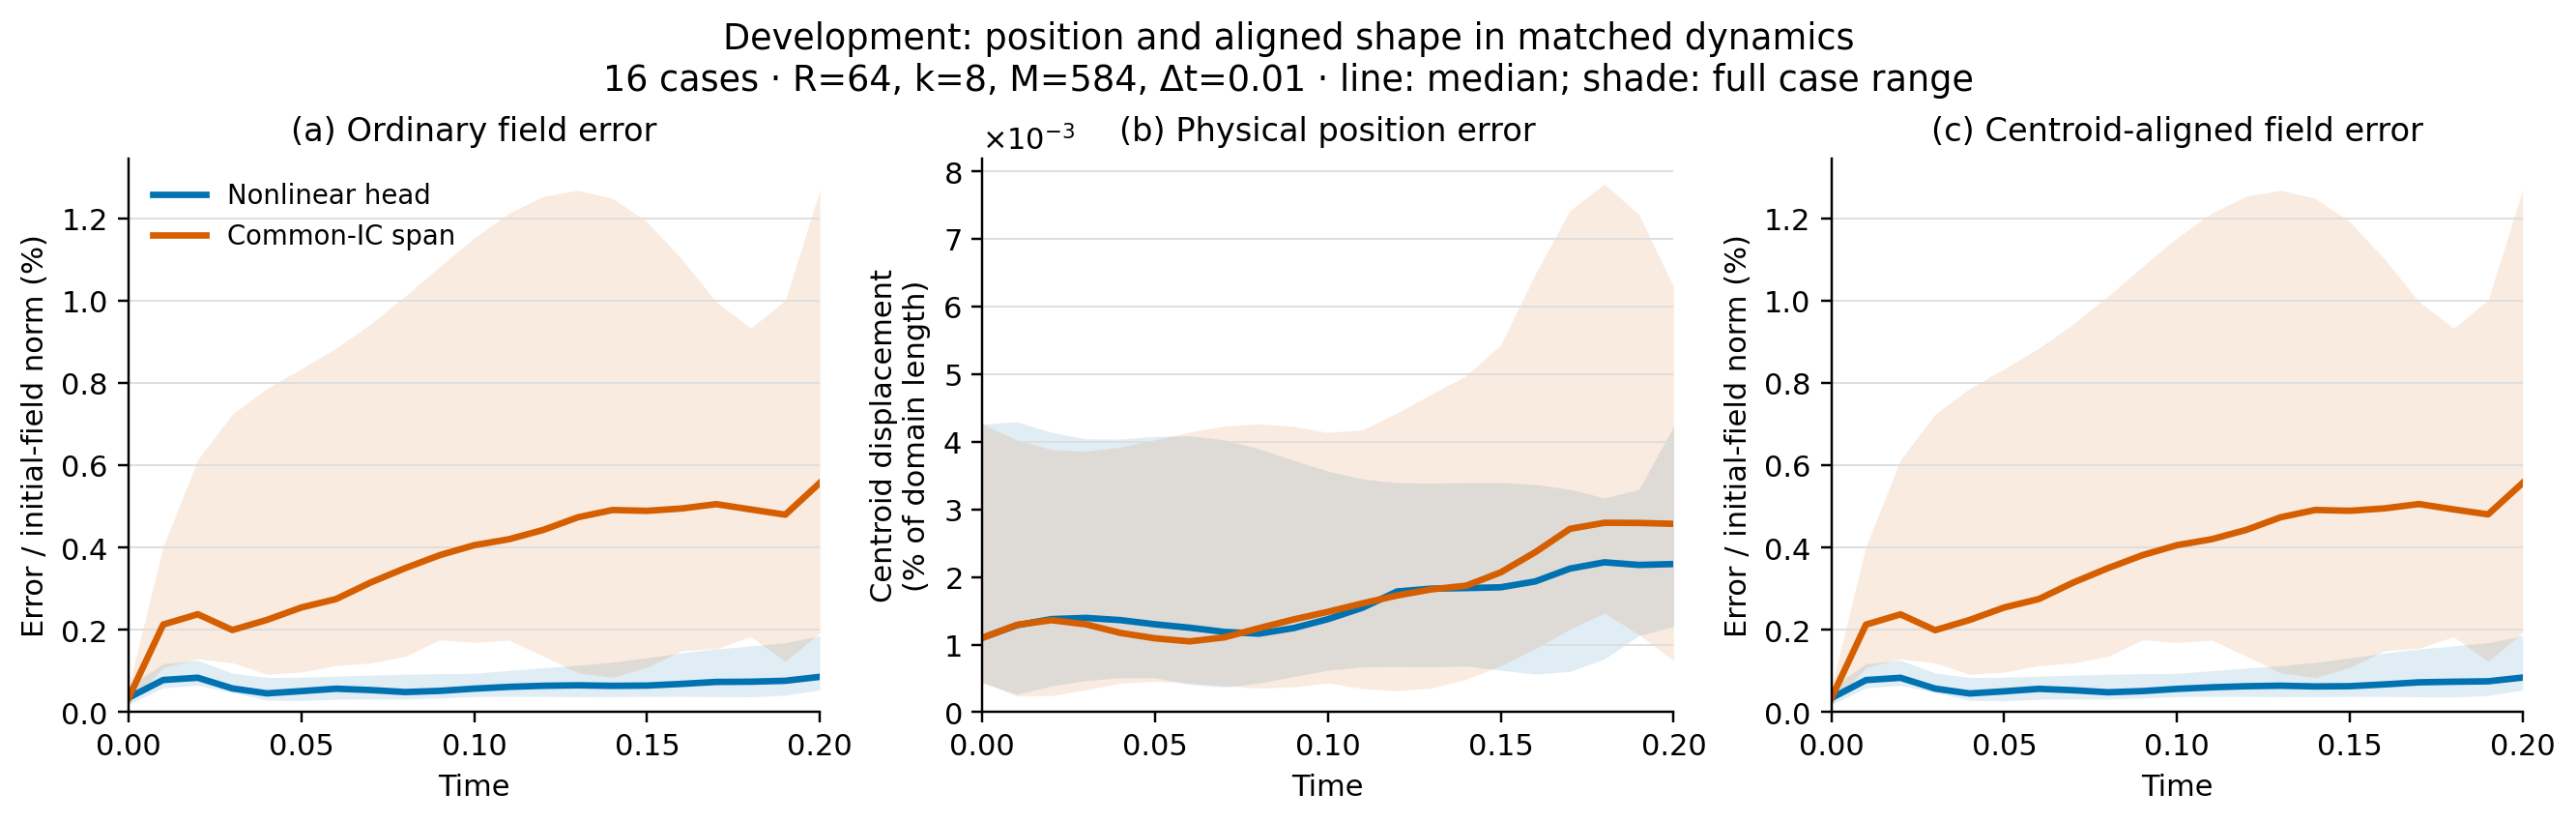 Development: position and aligned shape in matched dynamics
16 cases · R=64, k=8, M=584, Δt=0.01 · line: median; shade: full case range
(a) Ordinary field error
Nonlinear head
Common-IC span
Error / initial-field norm (%)
1.2
1.0
0.8
0.6
0.4
0.2
0.0
0.00 0.05 0.10 0.15 0.20
Time
×10⁻³
(b) Physical position error
Centroid displacement
(% of domain length)
8
7
6
5
4
3
2
1
0
0.00 0.05 0.10 0.15 0.20
Time
(c) Centroid-aligned field error
Error / initial-field norm (%)
1.2
1.0
0.8
0.6
0.4
0.2
0.0
0.00 0.05 0.10 0.15 0.20
Time